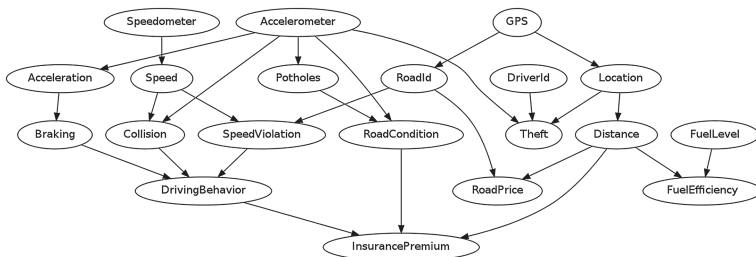 Speedometer Accelerometer GPS
Acceleration Speed Potholes RoadId DriverId Location
Braking Collision SpeedViolation RoadCondition Theft Distance FuelLevel
DrivingBehavior RoadPrice FuelEfficiency
InsurancePremium